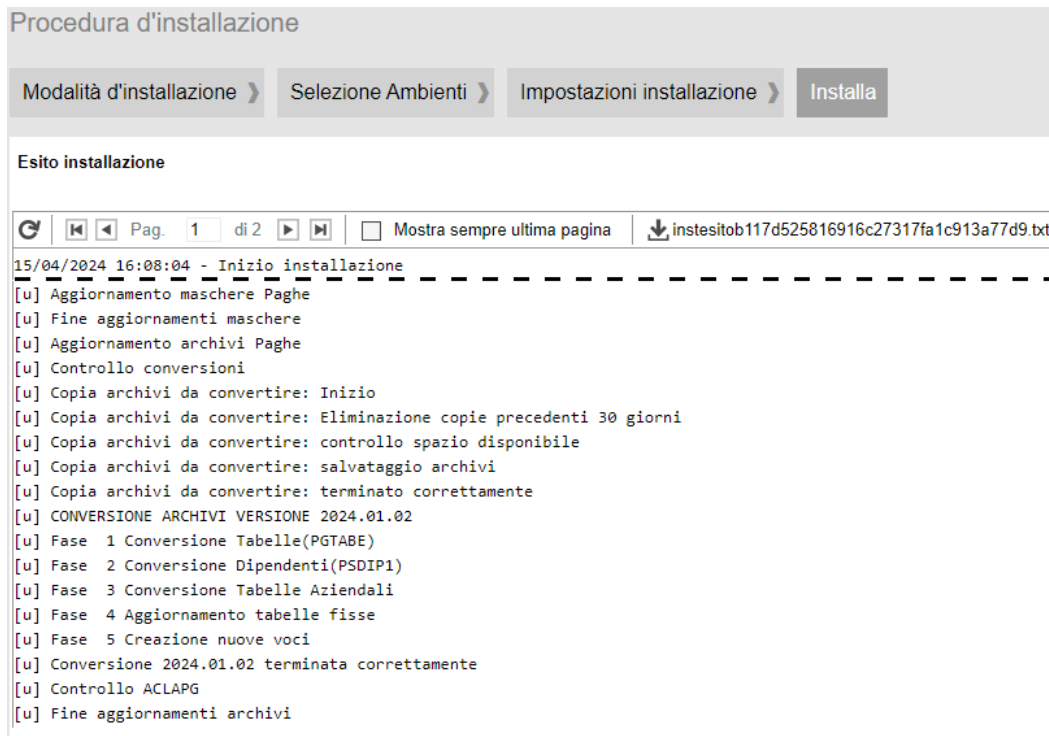 Procedura d'installazione
Modalità d'installazione ❯ Selezione Ambienti ❯ Impostazioni installazione ❯ Installa
Esito installazione
Pag. 1 di 2 Mostra sempre ultima pagina instesitob117d525816916c27317fa1c913a77d9.txt
15/04/2024 16:08:04 - Inizio installazione
[u] Aggiornamento maschere Paghe
[u] Fine aggiornamenti maschere
[u] Aggiornamento archivi Paghe
[u] Controllo conversioni
[u] Copia archivi da convertire: Inizio
[u] Copia archivi da convertire: Eliminazione copie precedenti 30 giorni
[u] Copia archivi da convertire: controllo spazio disponibile
[u] Copia archivi da convertire: salvataggio archivi
[u] Copia archivi da convertire: terminato correttamente
[u] CONVERSIONE ARCHIVI VERSIONE 2024.01.02
[u] Fase  1 Conversione Tabelle(PGTABE)
[u] Fase  2 Conversione Dipendenti(PSDIP1)
[u] Fase  3 Conversione Tabelle Aziendali
[u] Fase  4 Aggiornamento tabelle fisse
[u] Fase  5 Creazione nuove voci
[u] Conversione 2024.01.02 terminata correttamente
[u] Controllo ACLAPG
[u] Fine aggiornamenti archivi